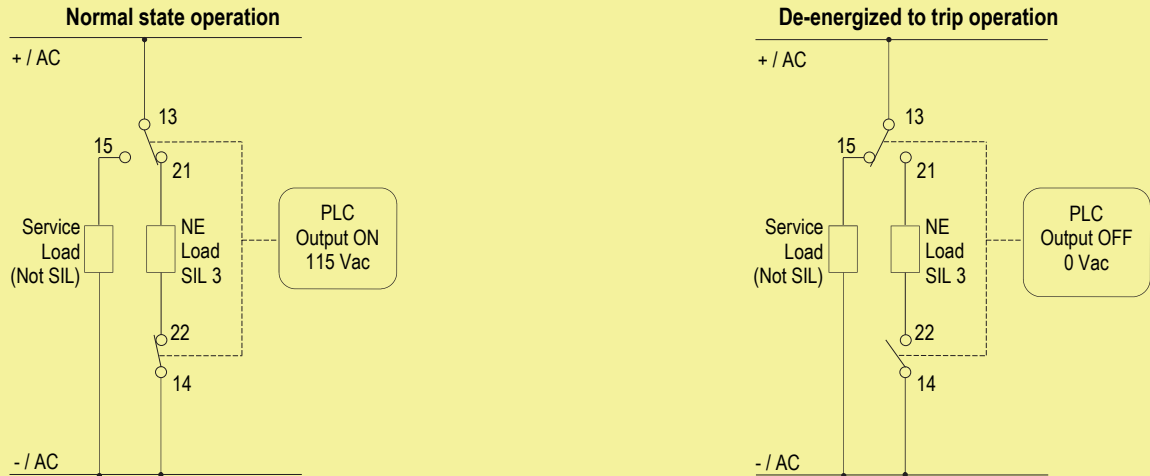 Normal state operation
+ / AC
13
15
21
Service
Load
(Not SIL)
NE
Load
SIL 3
PLC
Output ON
115 Vac
22
14
- / AC
De-energized to trip operation
+ / AC
13
15
21
Service
Load
(Not SIL)
NE
Load
SIL 3
PLC
Output OFF
0 Vac
22
14
- / AC